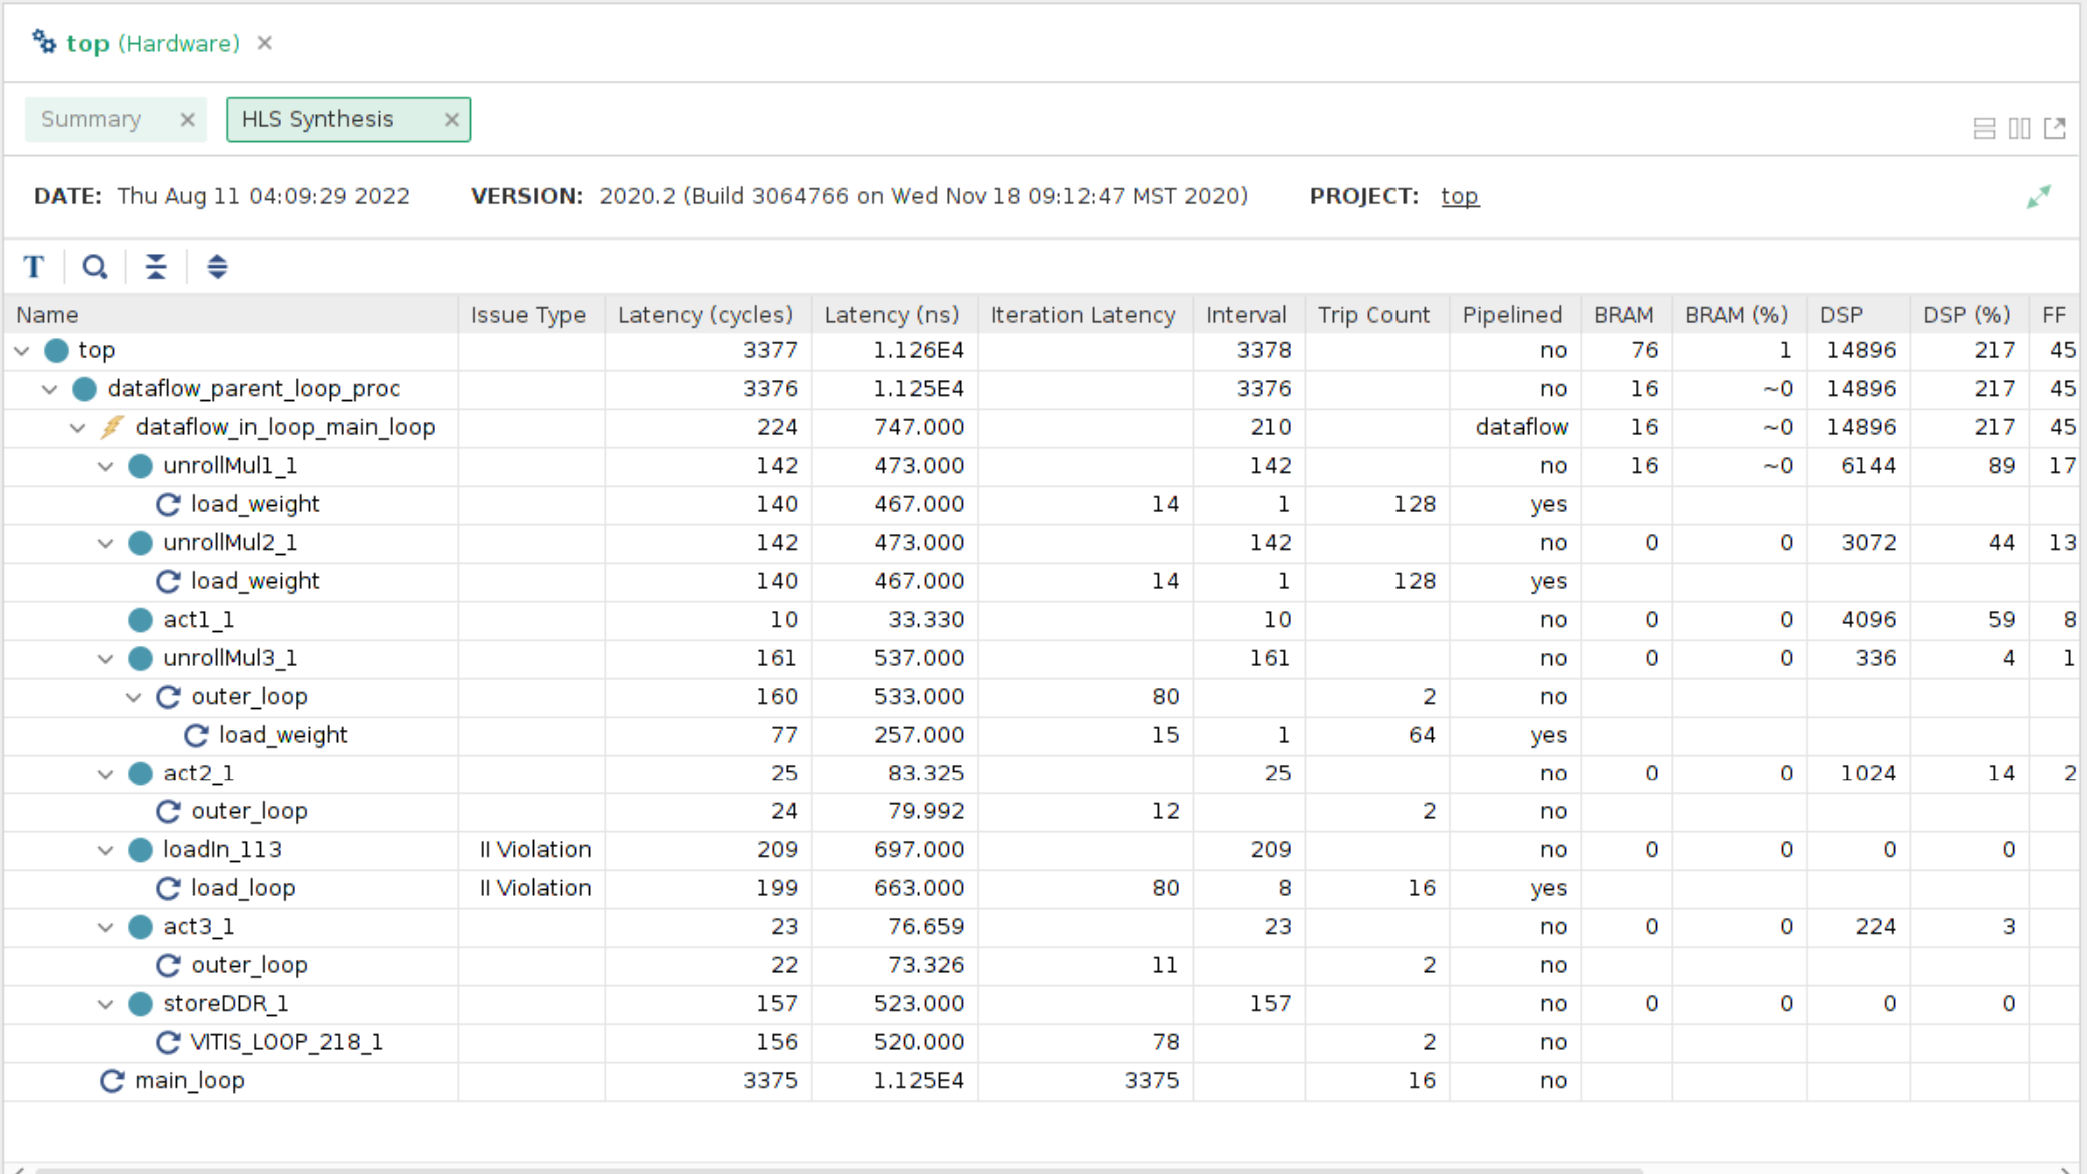 top (Hardware)
Summary HLS Synthesis
DATE: Thu Aug 11 04:09:29 2022 VERSION: 2020.2 (Build 3064766 on Wed Nov 18 09:12:47 MST 2020) PROJECT: top
T
Name Issue Type Latency (cycles) Latency (ns) Iteration Latency Interval Trip Count Pipelined BRAM BRAM (%) DSP DSP (%) FF
top 3377 1.126E4 3378 no 76 1 14896 217 45
dataflow_parent_loop_proc 3376 1.125E4 3376 no 16 ~0 14896 217 45
dataflow_in_loop_main_loop 224 747.000 210 dataflow 16 ~0 14896 217 45
unrollMul1_1 142 473.000 142 no 16 ~0 6144 89 17
load_weight 140 467.000 14 1 128 yes
unrollMul2_1 142 473.000 142 no 0 0 3072 44 13
load_weight 140 467.000 14 1 128 yes
act1_1 10 33.330 10 no 0 0 4096 59 8
unrollMul3_1 161 537.000 161 no 0 0 336 4 1
outer_loop 160 533.000 80 2 no
load_weight 77 257.000 15 1 64 yes
act2_1 25 83.325 25 no 0 0 1024 14 2
outer_loop 24 79.992 12 2 no
loadIn_113 II Violation 209 697.000 209 no 0 0 0 0
load_loop II Violation 199 663.000 80 8 16 yes
act3_1 23 76.659 23 no 0 0 224 3
outer_loop 22 73.326 11 2 no
storeDDR_1 157 523.000 157 no 0 0 0 0
VITIS_LOOP_218_1 156 520.000 78 2 no
main_loop 3375 1.125E4 3375 16 no